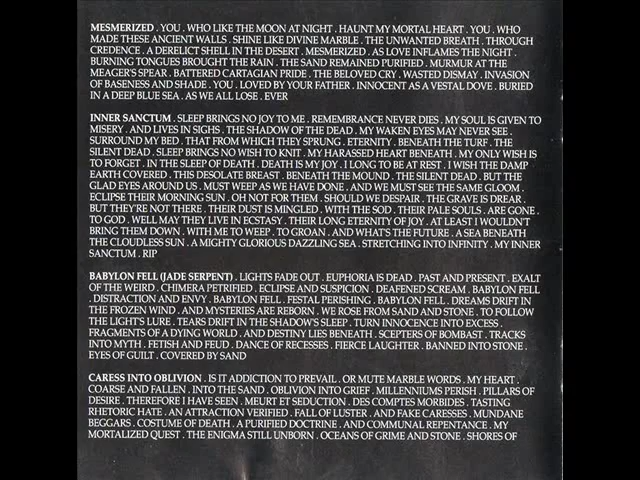 MESMERIZED . YOU . WHO LIKE THE MOON AT NIGHT . HAUNT MY MORTAL HEART . YOU . WHO
MADE THESE ANCIENT WALLS . SHINE LIKE DIVINE MARBLE . THE UNWANTED BREATH . THROUGH
CREDENCE . A DERELICT SHELL IN THE DESERT . MESMERIZED . AS LOVE INFLAMES THE NIGHT .
BURNING TONGUES BROUGHT THE RAIN . THE SAND REMAINED PURIFIED . MURMUR AT THE
MEAGER'S SPEAR . BATTERED CARTAGIAN PRIDE . THE BELOVED CRY . WASTED DISMAY . INVASION
OF BASENESS AND SHADE . YOU . LOVED BY YOUR FATHER . INNOCENT AS A VESTAL DOVE . BURIED
IN A DEEP BLUE SEA . AS WE ALL LOSE . EVER
INNER SANCTUM . SLEEP BRINGS NO JOY TO ME . REMEMBRANCE NEVER DIES . MY SOUL IS GIVEN TO
MISERY . AND LIVES IN SIGHS . THE SHADOW OF THE DEAD . MY WAKEN EYES MAY NEVER SEE .
SURROUND MY BED . THAT FROM WHICH THEY SPRUNG . ETERNITY . BENEATH THE TURF . THE
SILENT DEAD . SLEEP BRINGS NO WISH TO KNIT . MY HARASSED HEART BENEATH . MY ONLY WISH IS
TO FORGET . IN THE SLEEP OF DEATH . DEATH IS MY JOY . I LONG TO BE AT REST . I WISH THE DAMP
EARTH COVERED . THIS DESOLATE BREAST . BENEATH THE MOUND . THE SILENT DEAD . BUT THE
GLAD EYES AROUND US . MUST WEEP AS WE HAVE DONE . AND WE MUST SEE THE SAME GLOOM .
ECLIPSE THEIR MORNING SUN . OH NOT FOR THEM . SHOULD WE DESPAIR . THE GRAVE IS DREAR .
BUT THEY'RE NOT THERE . THEIR DUST IS MINGLED . WITH THE SOD . THEIR PALE SOULS . ARE GONE .
TO GOD . WELL MAY THEY LIVE IN ECSTASY . THEIR LONG ETERNITY OF JOY . AT LEAST I WOULDN'T
BRING THEM DOWN . WITH ME TO WEEP . TO GROAN . AND WHAT'S THE FUTURE . A SEA BENEATH
THE CLOUDLESS SUN . A MIGHTY GLORIOUS DAZZLING SEA . STRETCHING INTO INFINITY . MY INNER
SANCTUM . RIP
BABYLON FELL (JADE SERPENT) . LIGHTS FADE OUT . EUPHORIA IS DEAD . PAST AND PRESENT . EXALT
OF THE WEIRD . CHIMERA PETRIFIED . ECLIPSE AND SUSPICION . DEAFENED SCREAM . BABYLON FELL
. DISTRACTION AND ENVY . BABYLON FELL . FESTAL PERISHING . BABYLON FELL . DREAMS DRIFT IN
THE FROZEN WIND . AND MYSTERIES ARE REBORN . WE ROSE FROM SAND AND STONE . TO FOLLOW
THE LIGHT'S LURE . TEARS DRIFT IN THE SHADOW'S SLEEP . TURN INNOCENCE INTO EXCESS .
FRAGMENTS OF A DYING WORLD . AND DESTINY LIES BENEATH . SCEPTERS OF BOMBAST . TRACKS
INTO MYTH . FETISH AND FEUD . DANCE OF RECESSES . FIERCE LAUGHTER . BANNED INTO STONE .
EYES OF GUILT . COVERED BY SAND
CARESS INTO OBLIVION . IS IT ADDICTION TO PREVAIL . OR MUTE MARBLE WORDS . MY HEART .
COARSE AND FALLEN . INTO THE SAND . OBLIVION INTO GRIEF . MILLENNIUMS PERISH . PILLARS OF
DESIRE . THEREFORE I HAVE SEEN . MEURT ET SEDUCTION . DES COMPTES MORBIDES . TASTING
RHETORIC HATE . AN ATTRACTION VERIFIED . FALL OF LUSTER . AND FAKE CARESSES . MUNDANE
BEGGARS . COSTUME OF DEATH . A PURIFIED DOCTRINE . AND COMMUNAL REPENTANCE . MY
MORTALIZED QUEST . THE ENIGMA STILL UNBORN . OCEANS OF GRIME AND STONE . SHORES OF